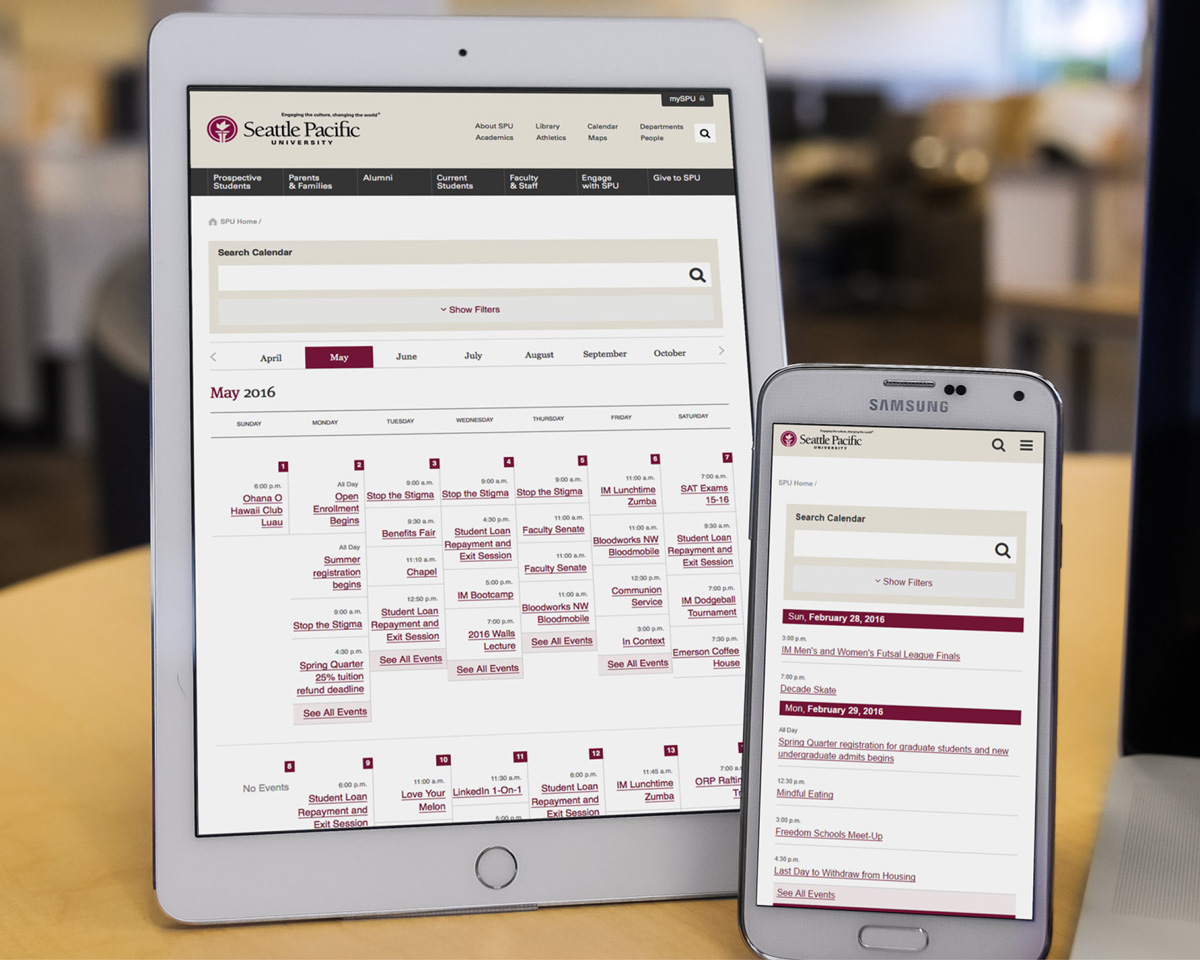 mySPU
Engaging the culture, changing the world™
Seattle Pacific
UNIVERSITY
About SPU Library Calendar Departments
Academics Athletics Maps People
Prospective Students
Parents & Families
Alumni
Current Students
Faculty & Staff
Engage with SPU
Give to SPU
SPU Home /
Search Calendar
Show Filters
April May June July August September October
May 2016
SUNDAY MONDAY TUESDAY WEDNESDAY THURSDAY FRIDAY SATURDAY
1
6:00 p.m.
Ohana O
Hawaii Club
Luau
2
All Day
Open
Enrollment
Begins
All Day
Summer
registration
begins
9:00 a.m.
Stop the Stigma
4:30 p.m.
Spring Quarter
25% tuition
refund deadline
See All Events
3
9:00 a.m.
Stop the Stigma
9:30 a.m.
Benefits Fair
11:10 a.m.
Chapel
12:50 p.m.
Student Loan
Repayment and
Exit Session
See All Events
4
9:00 a.m.
Stop the Stigma
4:30 p.m.
Student Loan
Repayment and
Exit Session
5:00 p.m.
IM Bootcamp
7:00 p.m.
2016 Walls
Lecture
See All Events
5
9:00 a.m.
Stop the Stigma
11:00 a.m.
Faculty Senate
11:00 a.m.
Faculty Senate
11:00 a.m.
Bloodworks NW
Bloodmobile
See All Events
6
11:00 a.m.
IM Lunchtime
Zumba
11:00 a.m.
Bloodworks NW
Bloodmobile
12:30 p.m.
Communion
Service
3:00 p.m.
In Context
See All Events
7
7:00 a.m.
SAT Exams
15-16
9:30 a.m.
Student Loan
Repayment and
Exit Session
7:00 p.m.
IM Dodgeball
Tournament
7:30 p.m.
Emerson Coffee
House
8
No Events
9
6:00 p.m.
Student Loan
Repayment and
Exit Session
10
11:00 a.m.
Love Your
Melon
11
11:30 a.m.
LinkedIn 1-On-1
5:00 p.m.
12
6:00 p.m.
Student Loan
Repayment and
Exit Session
13
11:45 a.m.
IM Lunchtime
Zumba
7:00 a.
ORP Raftin
Tr
SAMSUNG
Engaging the culture, changing the world™
Seattle Pacific
UNIVERSITY
SPU Home /
Search Calendar
Show Filters
Sun, February 28, 2016
3:00 p.m.
IM Men's and Women's Futsal League Finals
7:00 p.m.
Decade Skate
Mon, February 29, 2016
All Day
Spring Quarter registration for graduate students and new
undergraduate admits begins
12:30 p.m.
Mindful Eating
3:00 p.m.
Freedom Schools Meet-Up
4:30 p.m.
Last Day to Withdraw from Housing
See All Events